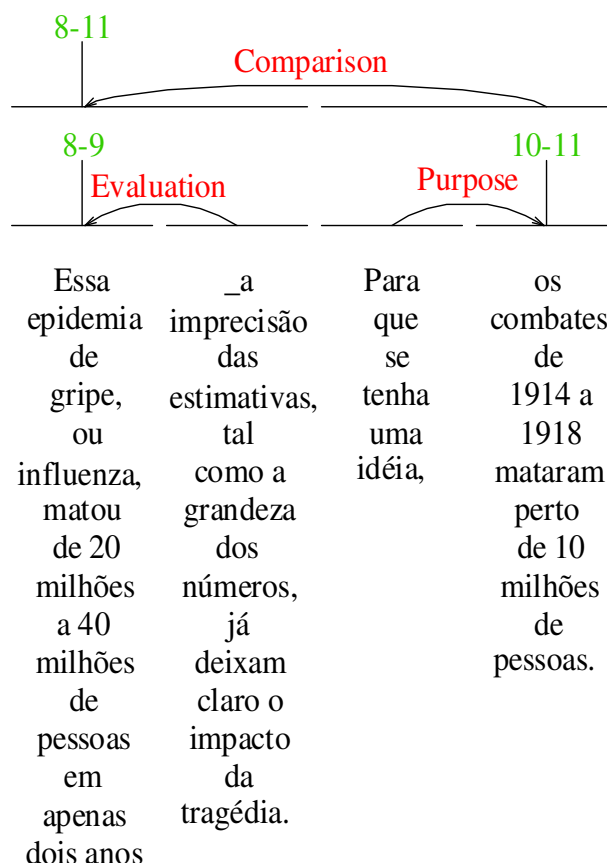 8-11
Comparison
8-9
10-11
Evaluation
Purpose
Essa
epidemia
de
gripe,
ou
influenza,
matou
de 20
milhões
a 40
milhões
de
pessoas
em
apenas
dois anos
_a
imprecisão
das
estimativas,
tal
como a
grandeza
dos
números,
já
deixam
claro o
impacto
da
tragédia.
Para
que
se
tenha
uma
idéia,
os
combates
de
1914 a
1918
mataram
perto
de 10
milhões
de
pessoas.